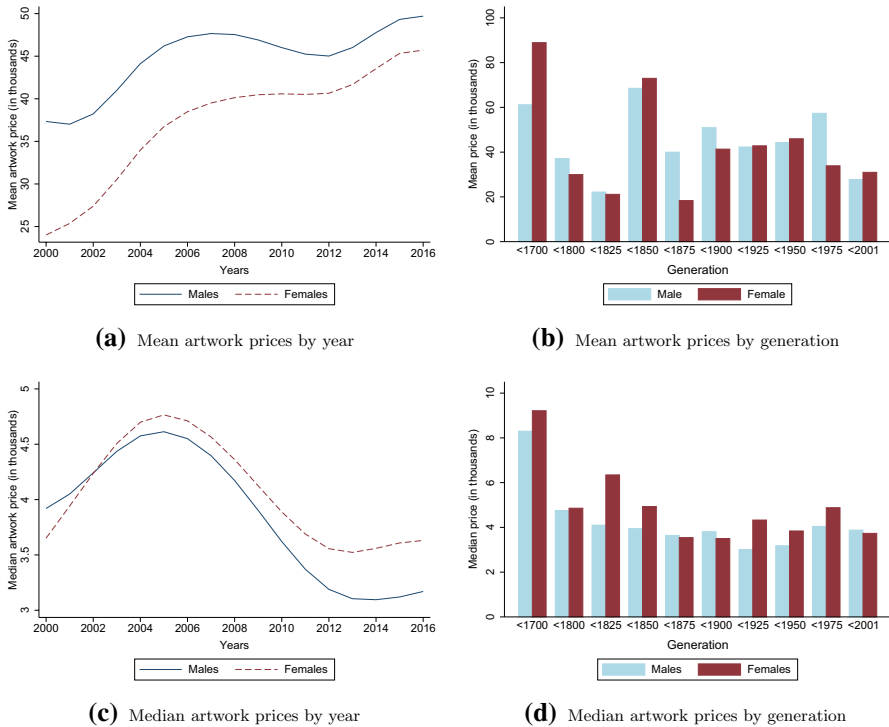 Mean artwork price (in thousands)
50
45
40
35
30
25
2000 2002 2004 2006 2008 2010 2012 2014 2016
Years
Males Females
(a) Mean artwork prices by year
Mean price (in thousands)
100
80
60
40
20
0
<1700 <1800 <1825 <1850 <1875 <1900 <1925 <1950 <1975 <2001
Generation
Male Female
(b) Mean artwork prices by generation
Median artwork price (in thousands)
5
4.5
4
3.5
3
2000 2002 2004 2006 2008 2010 2012 2014 2016
Years
Males Females
(c) Median artwork prices by year
Median price (in thousands)
10
8
6
4
2
0
<1700 <1800 <1825 <1850 <1875 <1900 <1925 <1950 <1975 <2001
Generation
Males Females
(d) Median artwork prices by generation